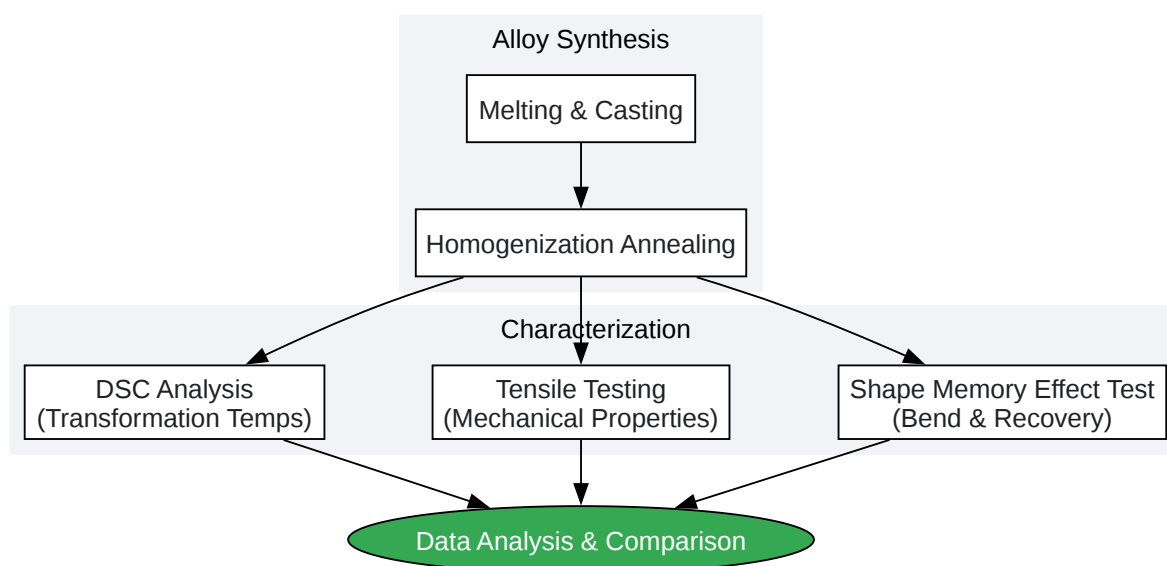 Alloy Synthesis
Melting & Casting
Homogenization Annealing
Characterization
DSC Analysis
(Transformation Temps)
Tensile Testing
(Mechanical Properties)
Shape Memory Effect Test
(Bend & Recovery)
Data Analysis & Comparison